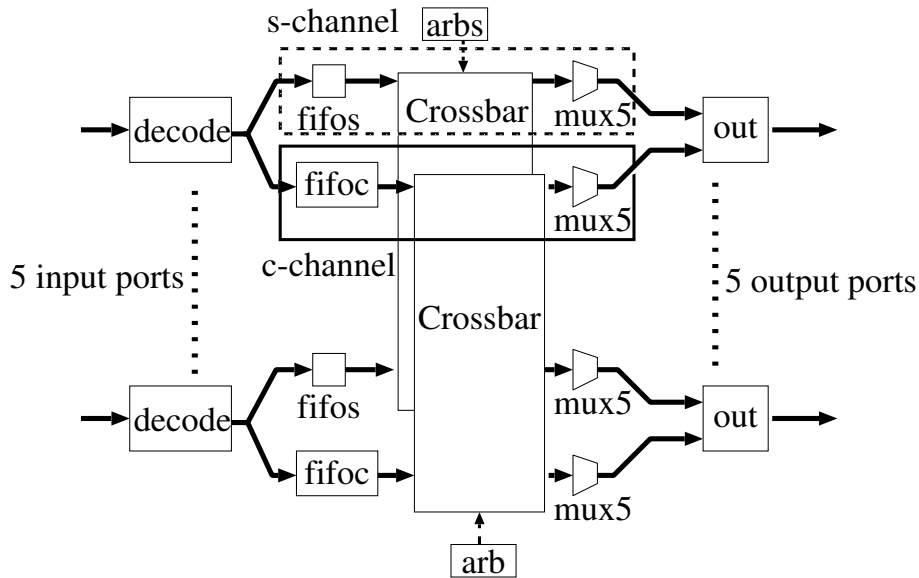 s-channel
arbs
decode
fifos
Crossbar
mux5
out
fifoc
mux5
c-channel
5 input ports
Crossbar
5 output ports
decode
fifos
mux5
out
fifoc
mux5
arb